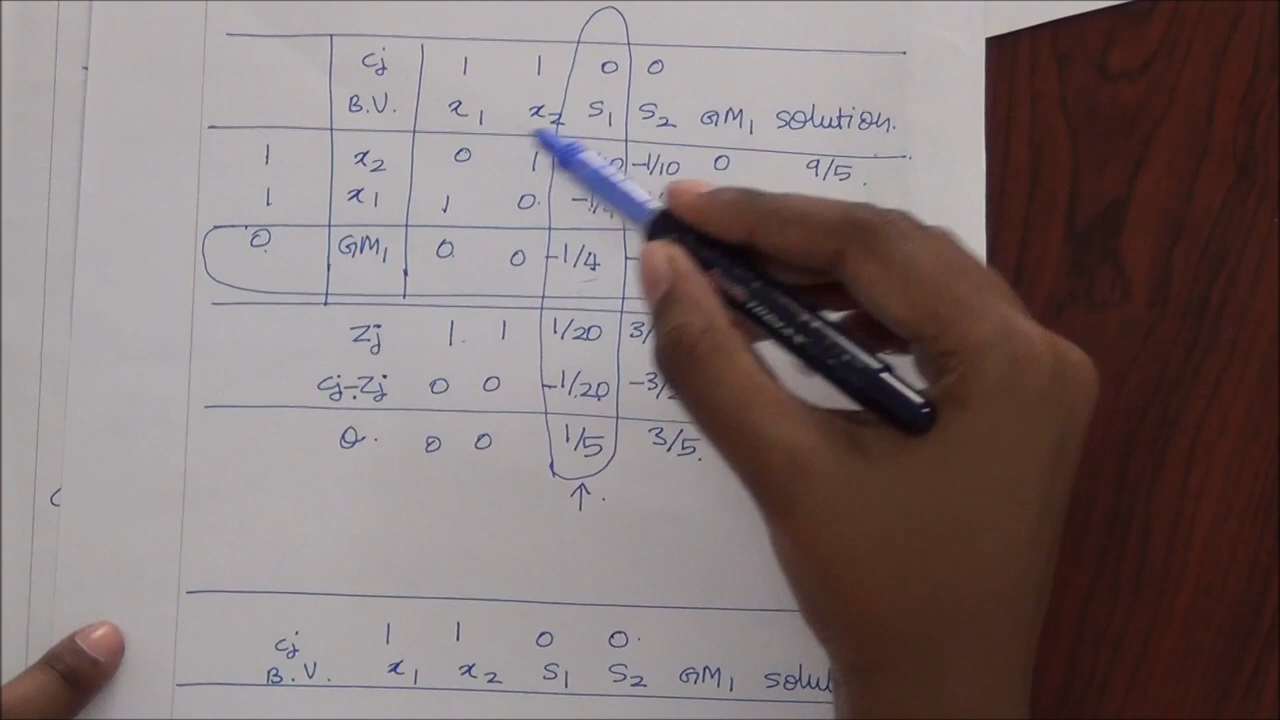 Cj 1 1 0 0
B.V. x1 x2 S1 S2 GM1 solution.
1 x2 0 1 -1/10 0 9/5.
1 x1 1 0.
0 GM1 0 0 -1/4
Zj 1. 1 1/20
Cj-Zj 0 0 -1/20
θ. 0 0 1/5 3/5.
↑
Cj 1 1 0 0
B.V. x1 x2 S1 S2 GM1